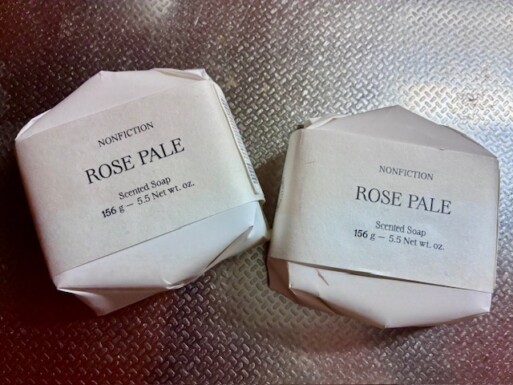 NONFICTION
ROSE PALE
Scented Soap
156 g — 5.5 Net wt. oz.
NONFICTION
ROSE PALE
Scented Soap
156 g — 5.5 Net wt. oz.